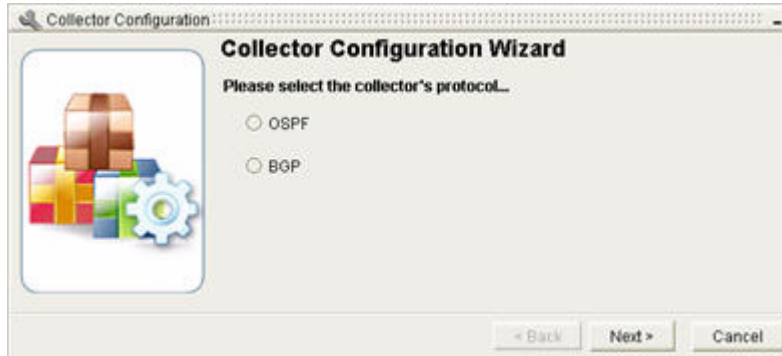 Collector Configuration
Collector Configuration Wizard
Please select the collector's protocol...
OSPF
BGP
< Back Next > Cancel